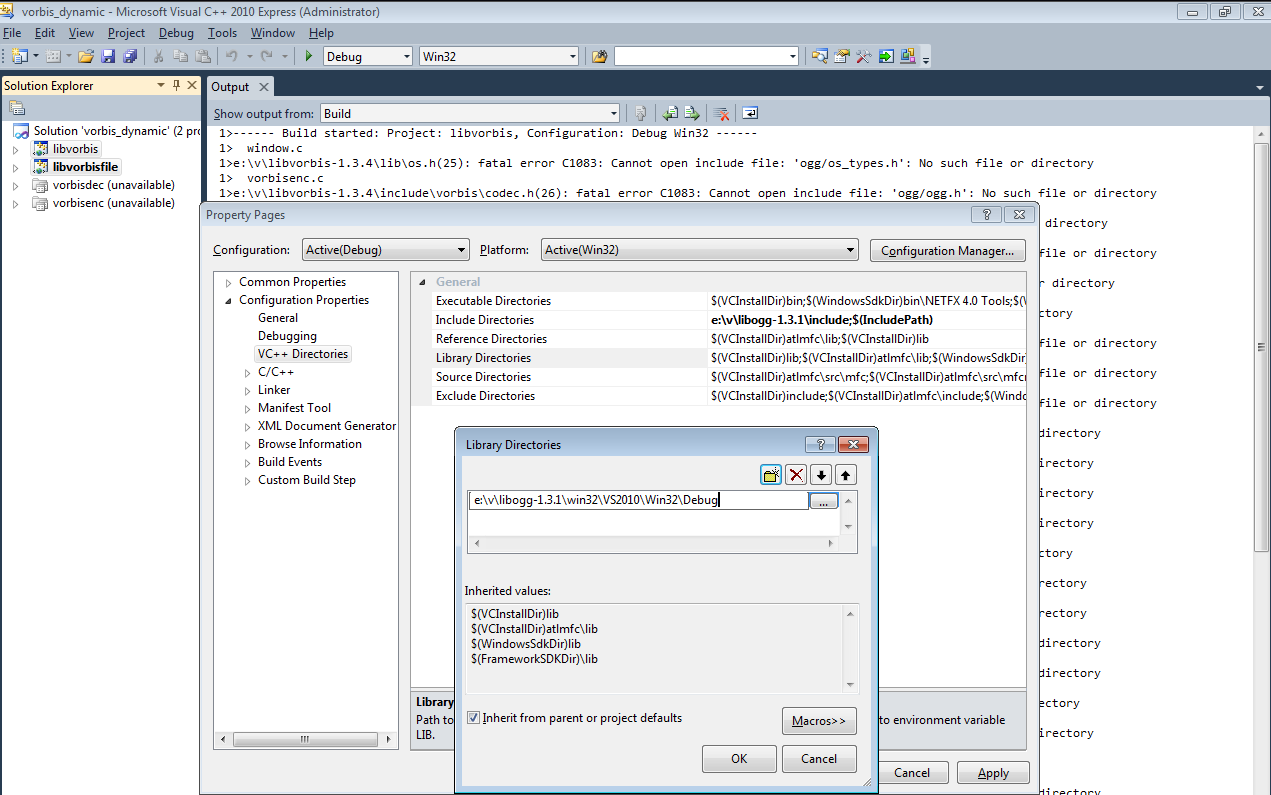 vorbis_dynamic - Microsoft Visual C++ 2010 Express (Administrator)
File Edit View Project Debug Tools Window Help
Debug Win32
Solution Explorer
Output
Show output from: Build
Solution 'vorbis_dynamic' (2 pro
libvorbis
libvorbisfile
vorbisdec (unavailable)
vorbisenc (unavailable)
1>------ Build started: Project: libvorbis, Configuration: Debug Win32 ------
1> window.c
1>e:\v\libvorbis-1.3.4\lib\os.h(25): fatal error C1083: Cannot open include file: 'ogg/os_types.h': No such file or directory
1> vorbisenc.c
1>e:\v\libvorbis-1.3.4\include\vorbis\codec.h(26): fatal error C1083: Cannot open include file: 'ogg/ogg.h': No such file or directory
directory
file or directory
r directory
ctory
file or directory
file or directory
file or directory
directory
irectory
directory
irectory
ctory
directory
irectory
directory
directory
ectory
directory
directory
Property Pages
Configuration: Active(Debug) Platform: Active(Win32) Configuration Manager...
Common Properties
Configuration Properties
General
Debugging
VC++ Directories
C/C++
Linker
Manifest Tool
XML Document Generator
Browse Information
Build Events
Custom Build Step
General
Executable Directories $(VCInstallDir)bin;$(WindowsSdkDir)bin\NETFX 4.0 Tools;$(V
Include Directories e:\v\libogg-1.3.1\include;$(IncludePath)
Reference Directories $(VCInstallDir)atlmfc\lib;$(VCInstallDir)lib
Library Directories $(VCInstallDir)lib;$(VCInstallDir)atlmfc\lib;$(WindowsSdkDir
Source Directories $(VCInstallDir)atlmfc\src\mfc;$(VCInstallDir)atlmfc\src\mfcm
Exclude Directories $(VCInstallDir)include;$(VCInstallDir)atlmfc\include;$(Windo
Library
Path to
LIB.
to environment variable
Cancel Apply
Library Directories
e:\v\libogg-1.3.1\win32\VS2010\Win32\Debug
...
Inherited values:
$(VCInstallDir)lib
$(VCInstallDir)atlmfc\lib
$(WindowsSdkDir)lib
$(FrameworkSDKDir)\lib
Inherit from parent or project defaults
Macros>>
OK Cancel